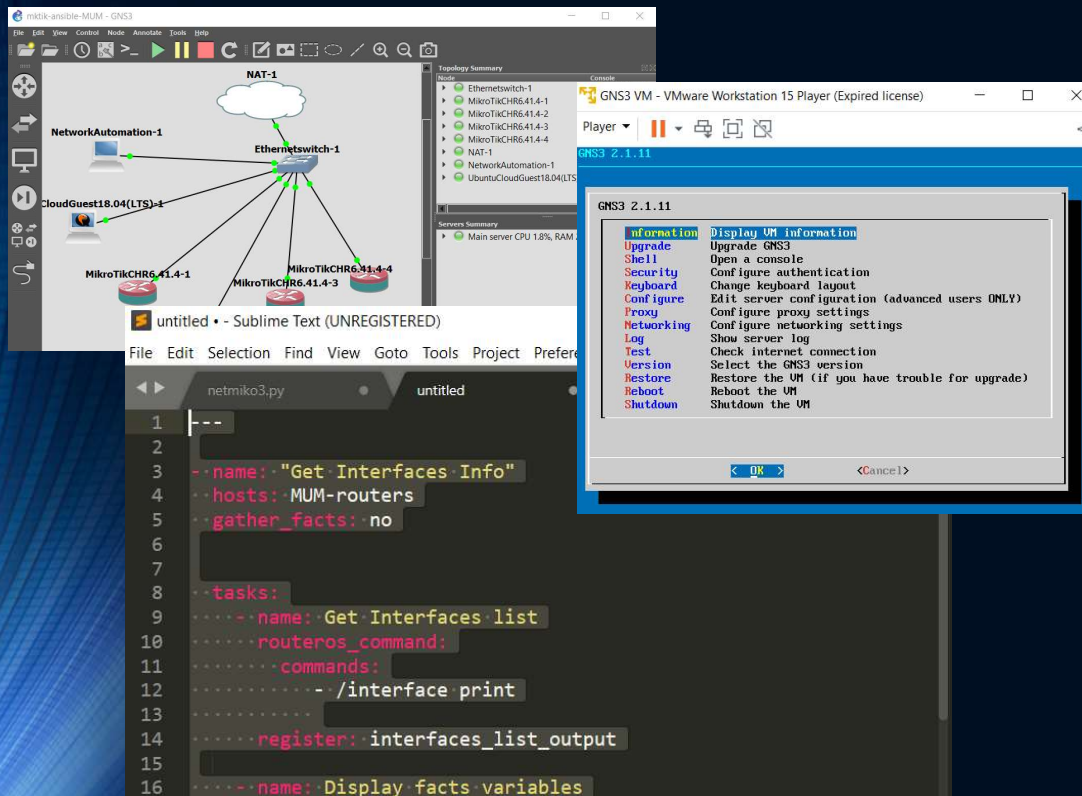 mktik-ansible-MUM - GNS3
File Edit View Control Node Annotate Tools Help
NAT-1
NetworkAutomation-1
Ethernetswitch-1
CloudGuest18.04(LTS)-1
MikroTikCHR6.41.4-1
MikroTikCHR6.41.4-4
MikroTikCHR6.41.4-3
Topology Summary
Node Console
Ethernetswitch-1
MikroTikCHR6.41.4-1
MikroTikCHR6.41.4-2
MikroTikCHR6.41.4-3
MikroTikCHR6.41.4-4
NAT-1
NetworkAutomation-1
UbuntuCloudGuest18.04(LTS
Servers Summary
Main server CPU 1.8%, RAM
GNS3 VM - VMware Workstation 15 Player (Expired license)
Player
GNS3 2.1.11
GNS3 2.1.11
Information Display VM information
Upgrade Upgrade GNS3
Shell Open a console
Security Configure authentication
Keyboard Change keyboard layout
Configure Edit server configuration (advanced users ONLY)
Proxy Configure proxy settings
Networking Configure networking settings
Log Show server log
Test Check internet connection
Version Select the GNS3 version
Restore Restore the VM (if you have trouble for upgrade)
Reboot Reboot the VM
Shutdown Shutdown the VM
< OK > <Cancel>
untitled • - Sublime Text (UNREGISTERED)
File Edit Selection Find View Goto Tools Project Prefere
netmiko3.py untitled
1 ---
2
3 - name: "Get Interfaces Info"
4 hosts: MUM-routers
5 gather_facts: no
6
7
8 tasks:
9 - name: Get Interfaces list
10 routeros_command:
11 commands:
12 - /interface print
13
14 register: interfaces_list_output
15
16 - name: Display facts variables